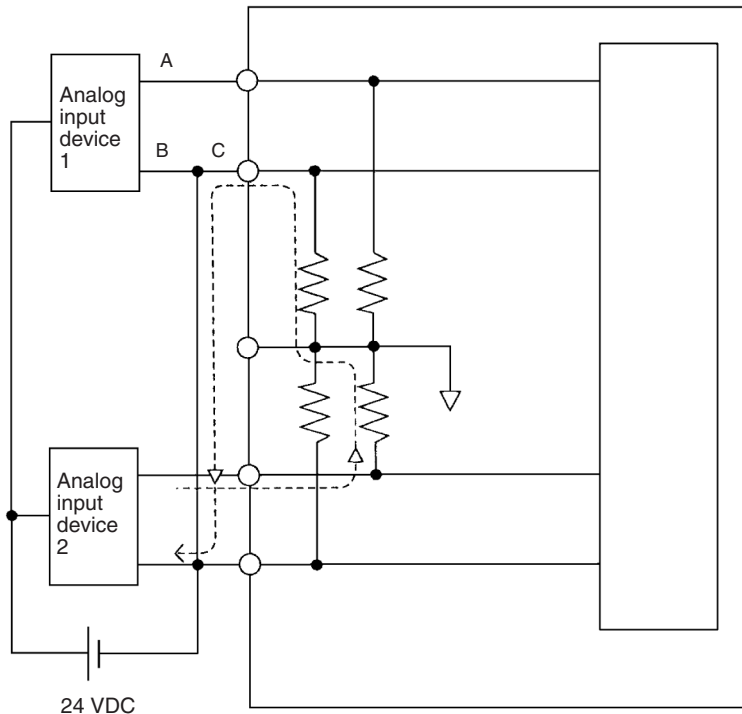 A
Analog
input
device
1
B C
Analog
input
device
2
24 VDC